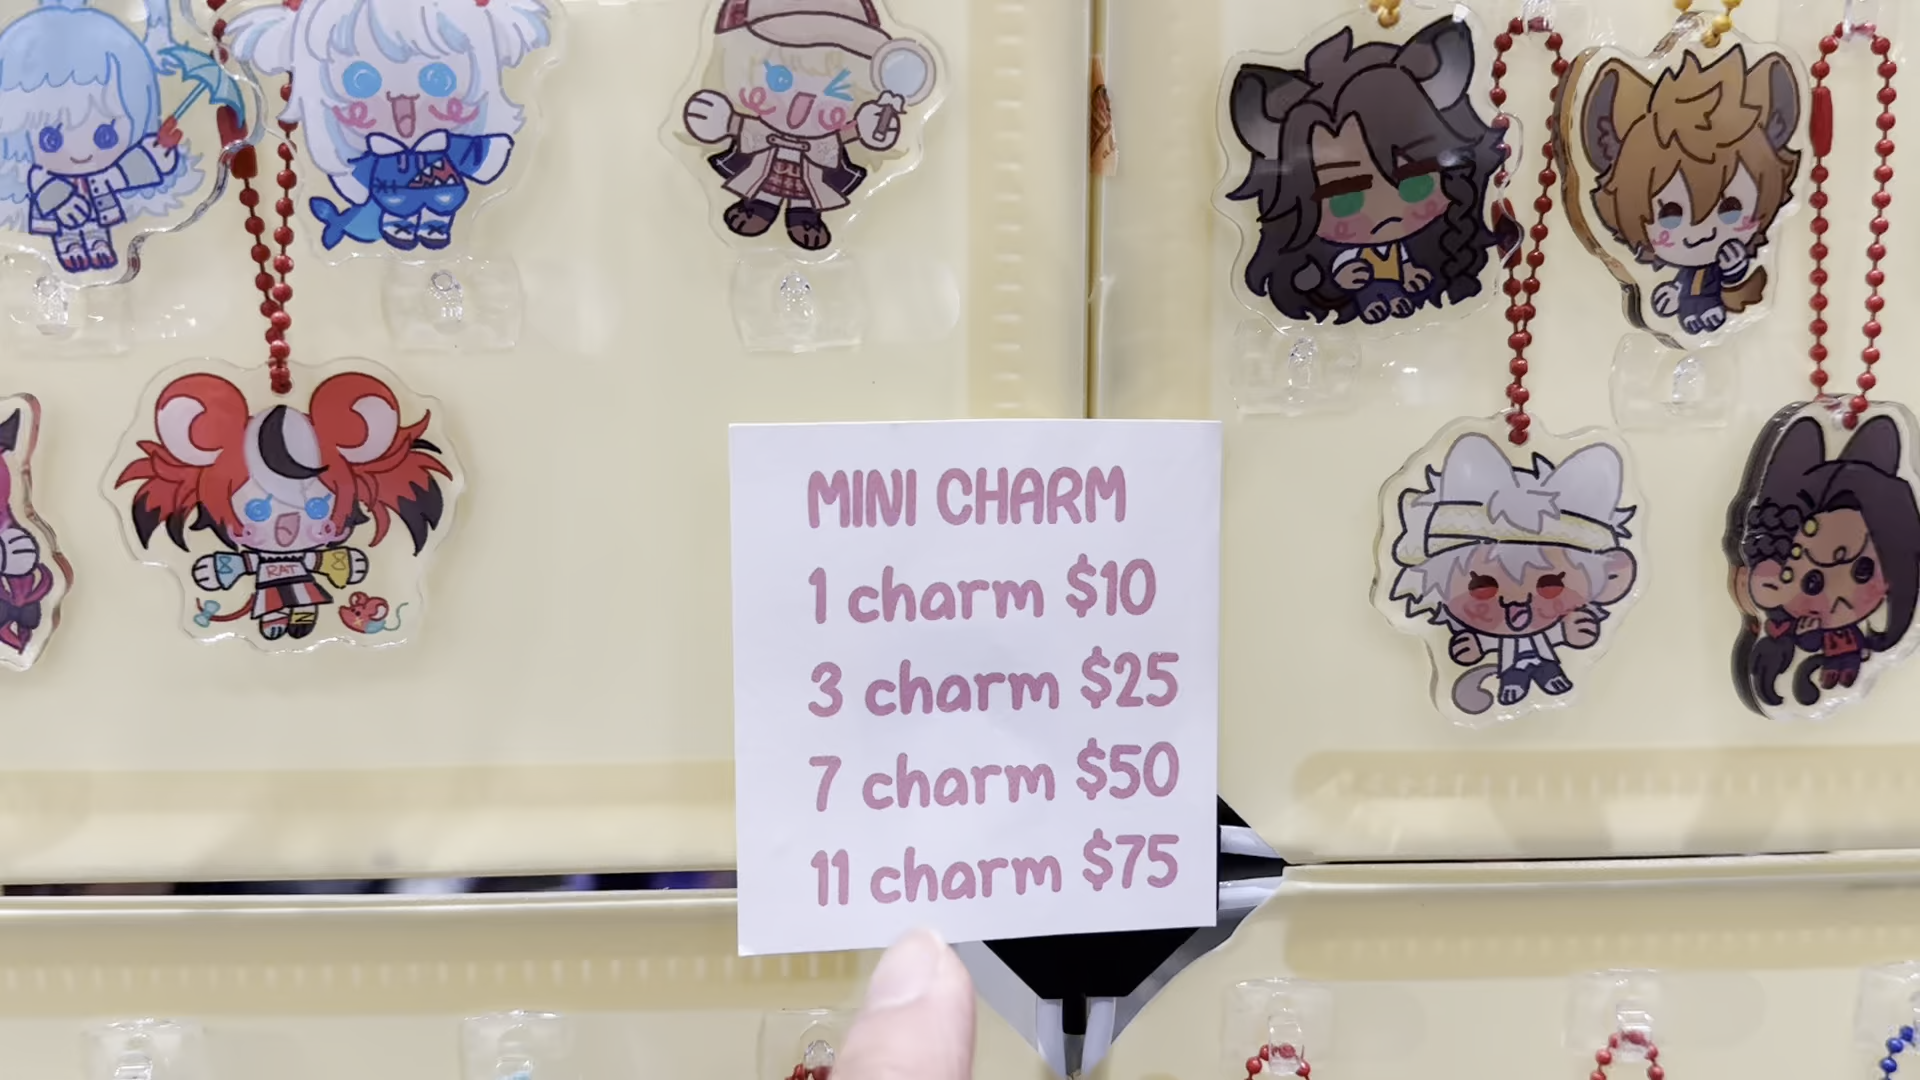 MINI CHARM
1 charm $10
3 charm $25
7 charm $50
11 charm $75
RAT